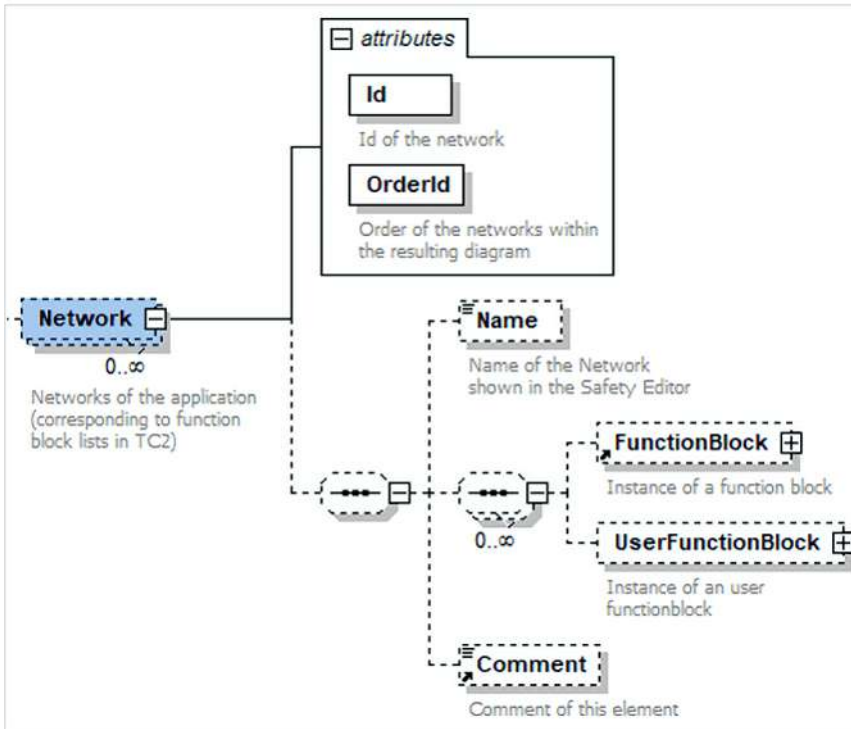 attributes
Id
Id of the network
OrderId
Order of the networks within
the resulting diagram
Network
0..∞
Networks of the application
(corresponding to function
block lists in TC2)
Name
Name of the Network
shown in the Safety Editor
0..∞
FunctionBlock
Instance of a function block
UserFunctionBlock
Instance of an user
functionblock
Comment
Comment of this element